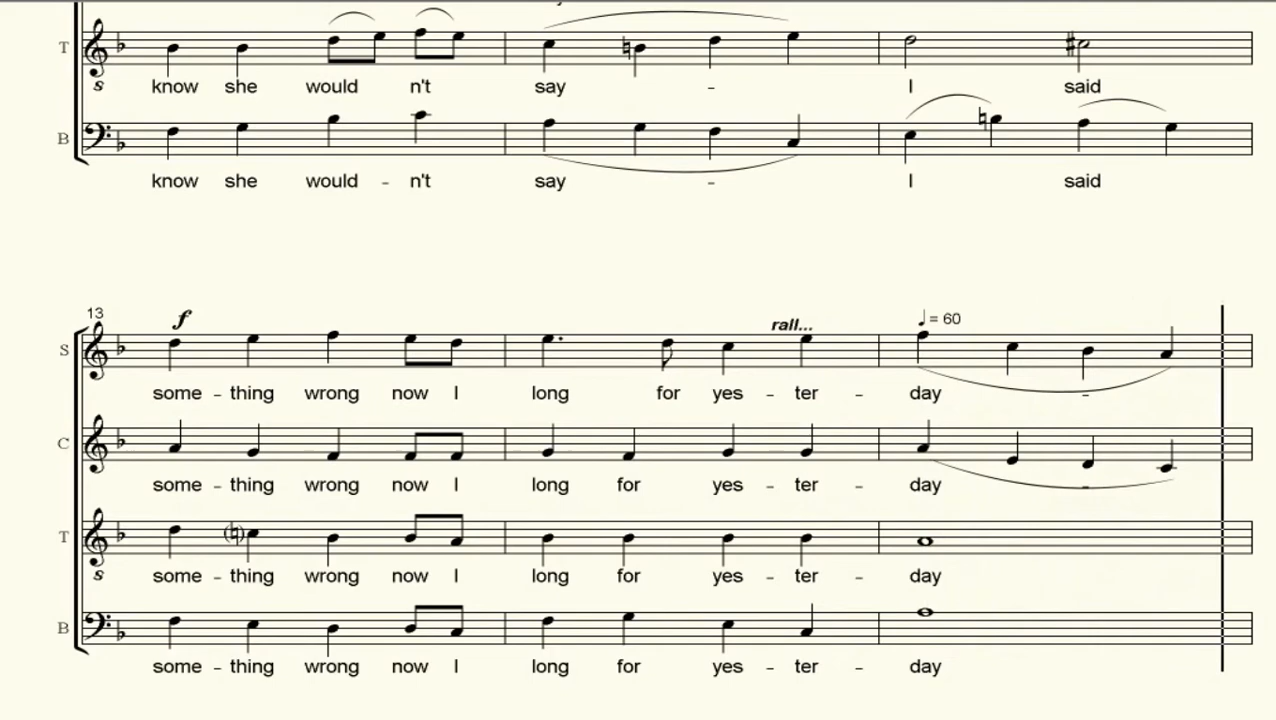 T
8
know she would n't say - I said
B
know she would - n't say - I said
13 f rall... ♩ = 60
S
some - thing wrong now I long for yes - ter - day -
C
some - thing wrong now I long for yes - ter - day -
T
8
some - thing wrong now I long for yes - ter - day
B
some - thing wrong now I long for yes - ter - day